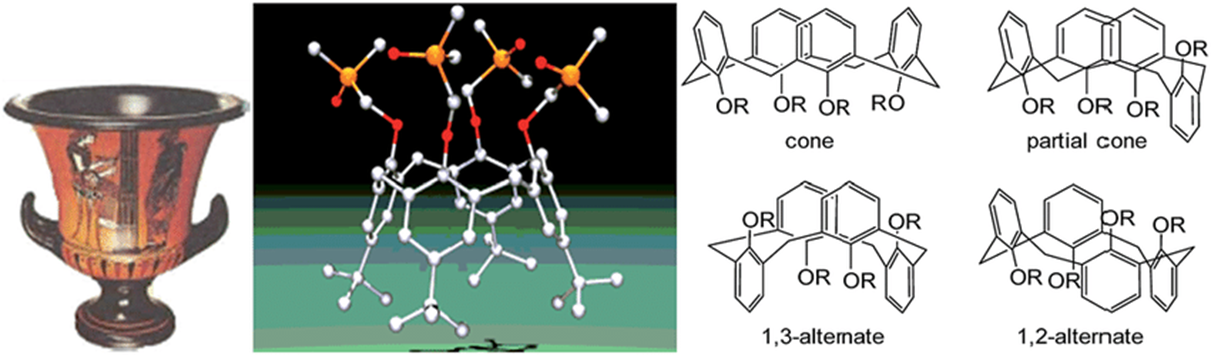 OR
OR
OR
RO
cone
OR
OR
OR
OR
partial cone
OR
OR
OR
OR
1,3-alternate
OR
OR
OR
OR
1,2-alternate